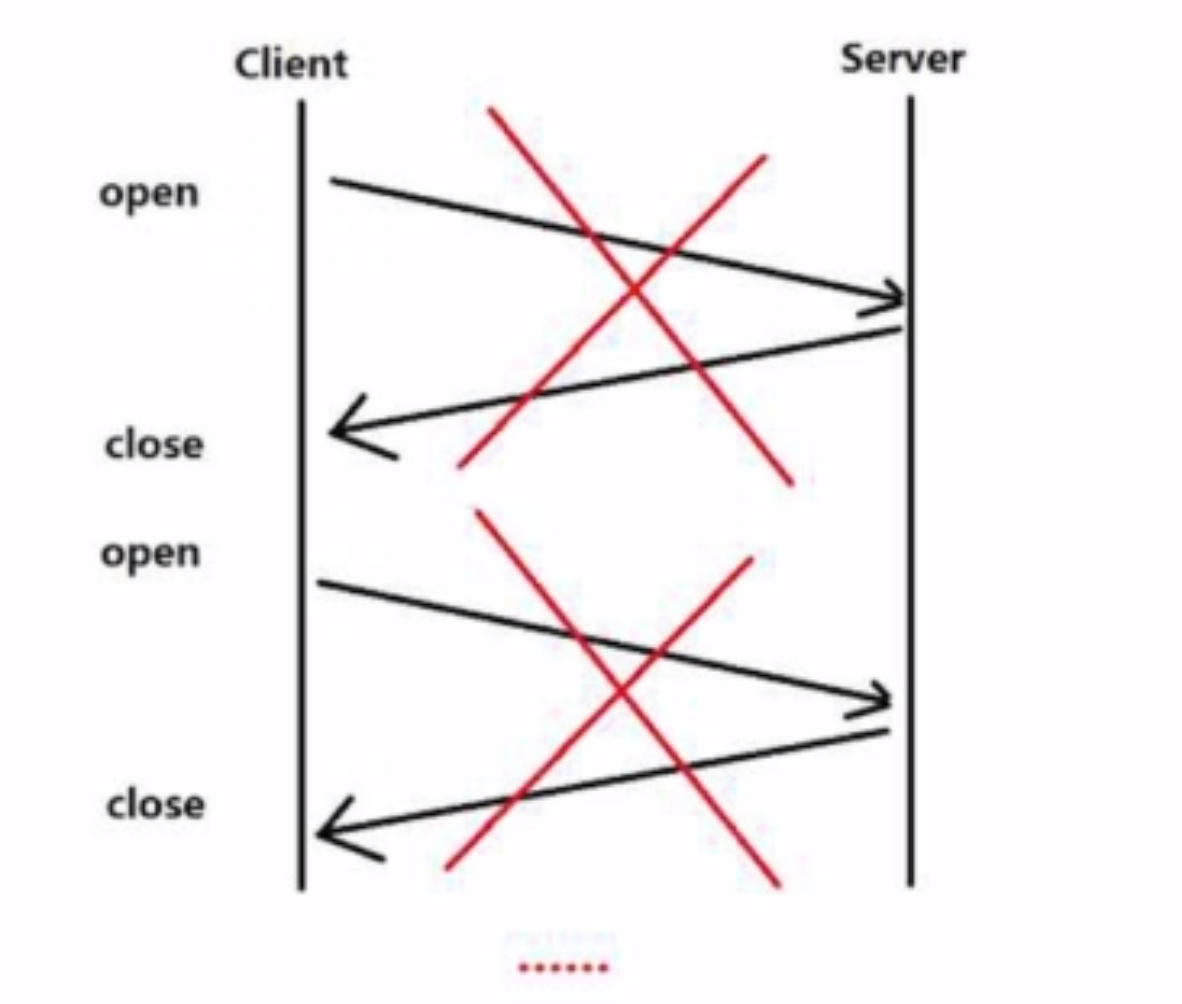 Client
Server
open
close
open
close
......